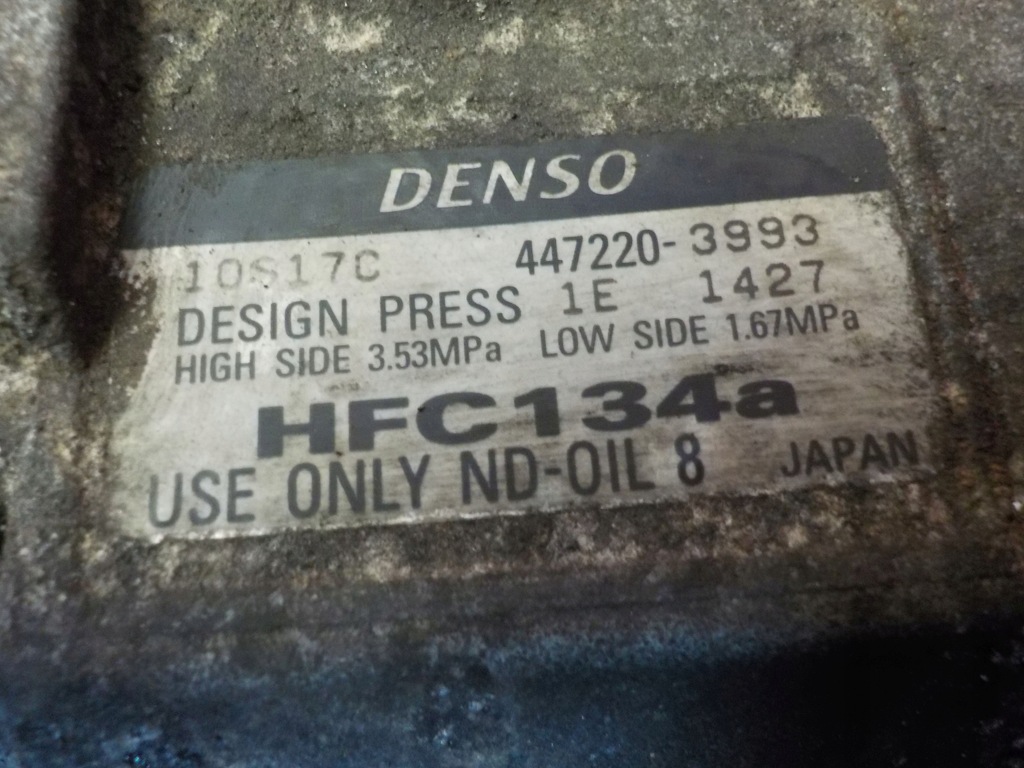 DENSO
10S17C 447220-3993
DESIGN PRESS 1E 1427
HIGH SIDE 3.53MPa LOW SIDE 1.67MPa
HFC134a
USE ONLY ND-OIL 8 JAPAN